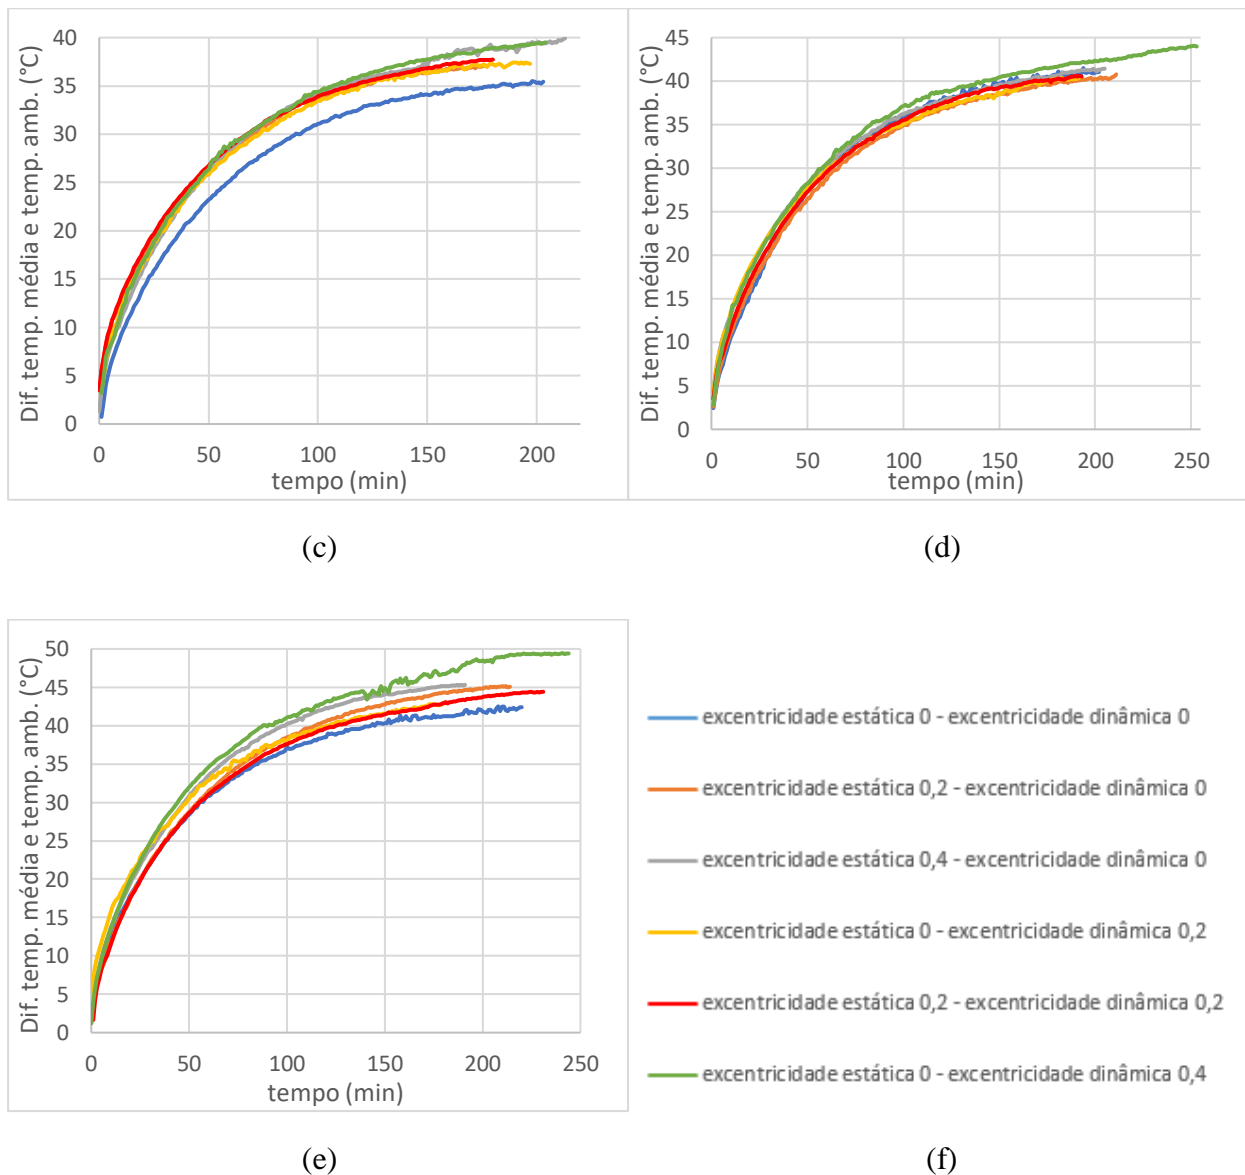 Dif. temp. média e temp. amb. (°C)
40
35
30
25
20
15
10
5
0
0 50 100 150 200
tempo (min)
Dif. temp. média e temp. amb. (°C)
45
40
35
30
25
20
15
10
5
0
0 50 100 150 200 250
tempo (min)
(c) (d)
Dif. temp. média e temp. amb. (°C)
50
45
40
35
30
25
20
15
10
5
0
0 50 100 150 200 250
tempo (min)
excentricidade estática 0 - excentricidade dinâmica 0
excentricidade estática 0,2 - excentricidade dinâmica 0
excentricidade estática 0,4 - excentricidade dinâmica 0
excentricidade estática 0 - excentricidade dinâmica 0,2
excentricidade estática 0,2 - excentricidade dinâmica 0,2
excentricidade estática 0 - excentricidade dinâmica 0,4
(e) (f)